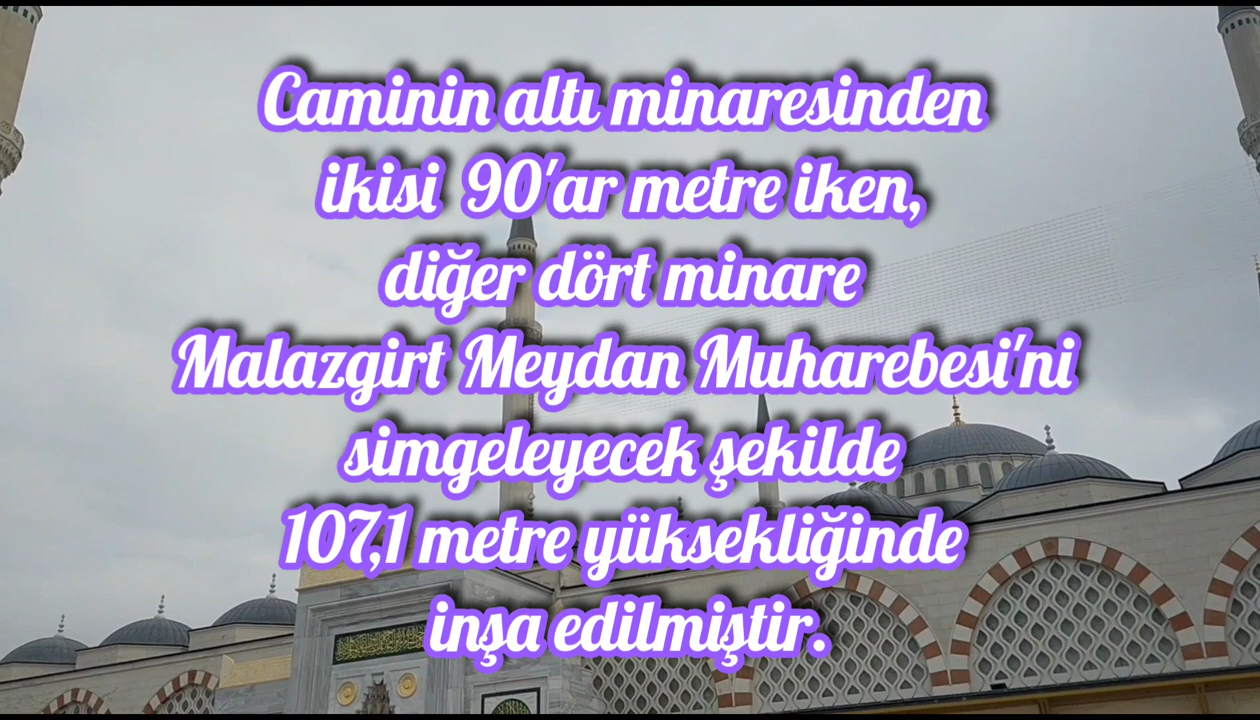 Caminin altı minaresinden
ikisi 90'ar metre iken,
diğer dört minare
Malazgirt Meydan Muharebesi'ni
simgeleyecek şekilde
107,1 metre yüksekliğinde
inşa edilmiştir.